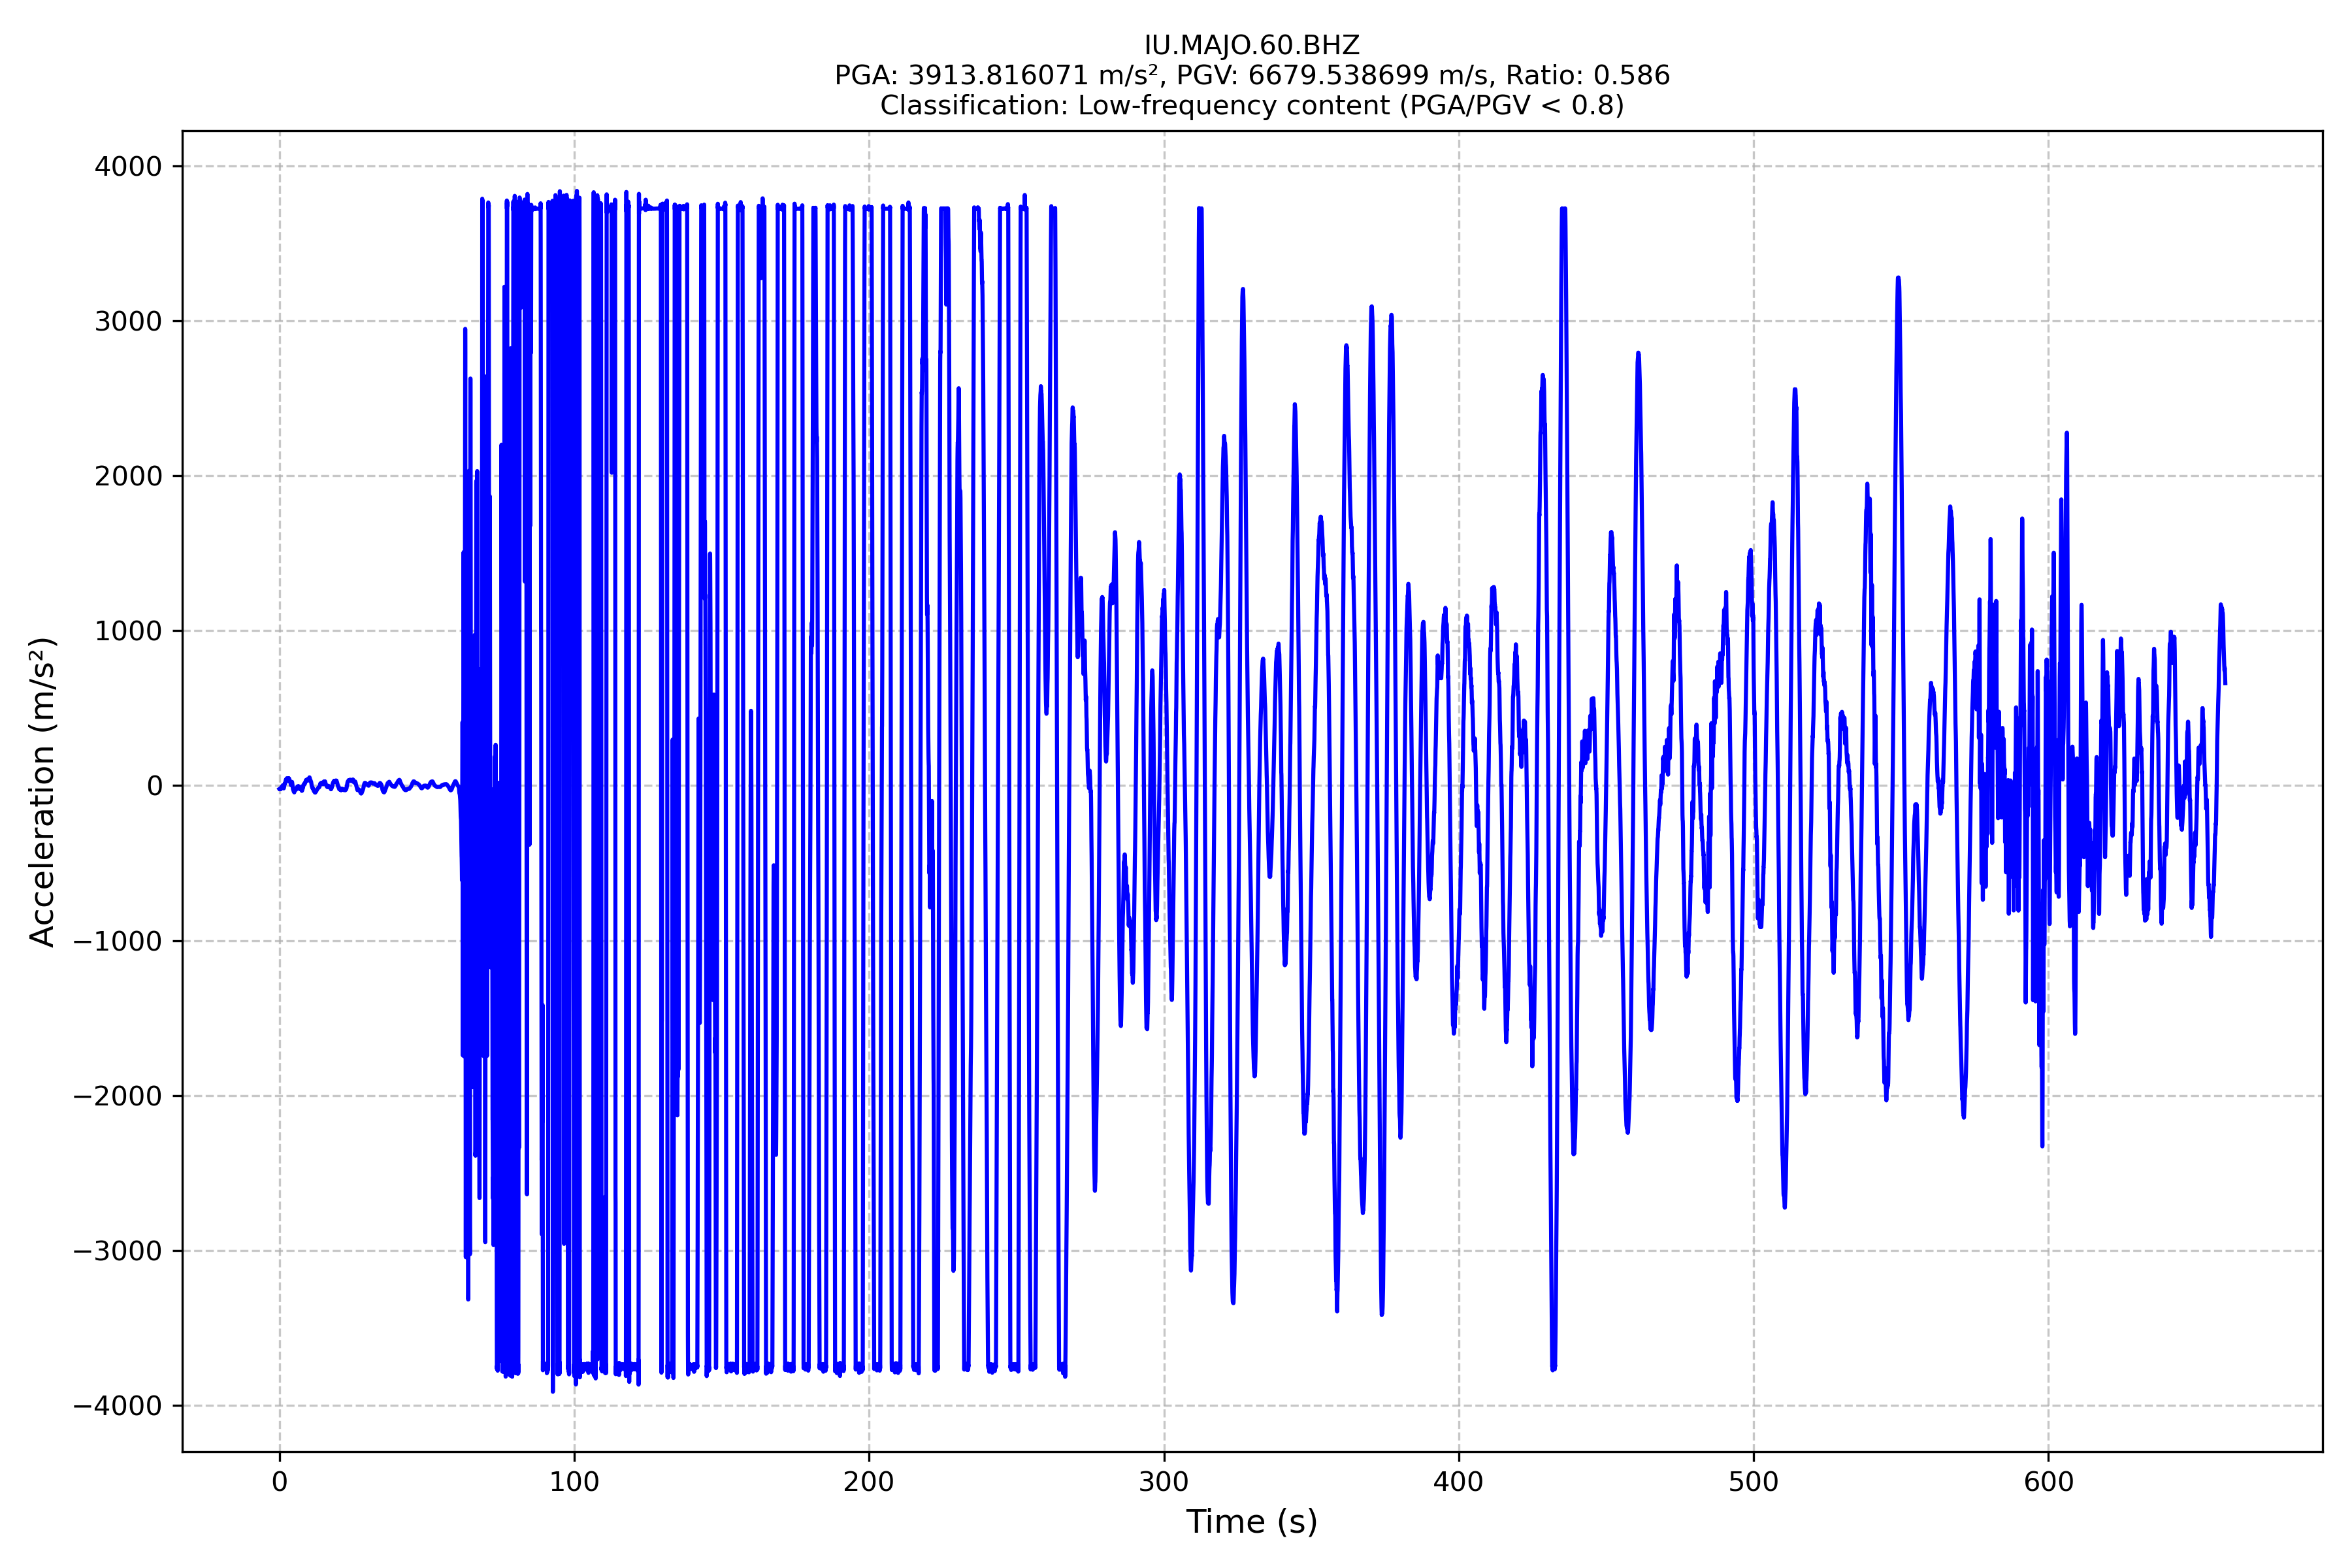 IU.MAJO.60.BHZ
PGA: 3913.816071 m/s², PGV: 6679.538699 m/s, Ratio: 0.586
Classification: Low-frequency content (PGA/PGV < 0.8)
4000
3000
2000
1000
0
−1000
−2000
−3000
−4000
Acceleration (m/s²)
0 100 200 300 400 500 600
Time (s)